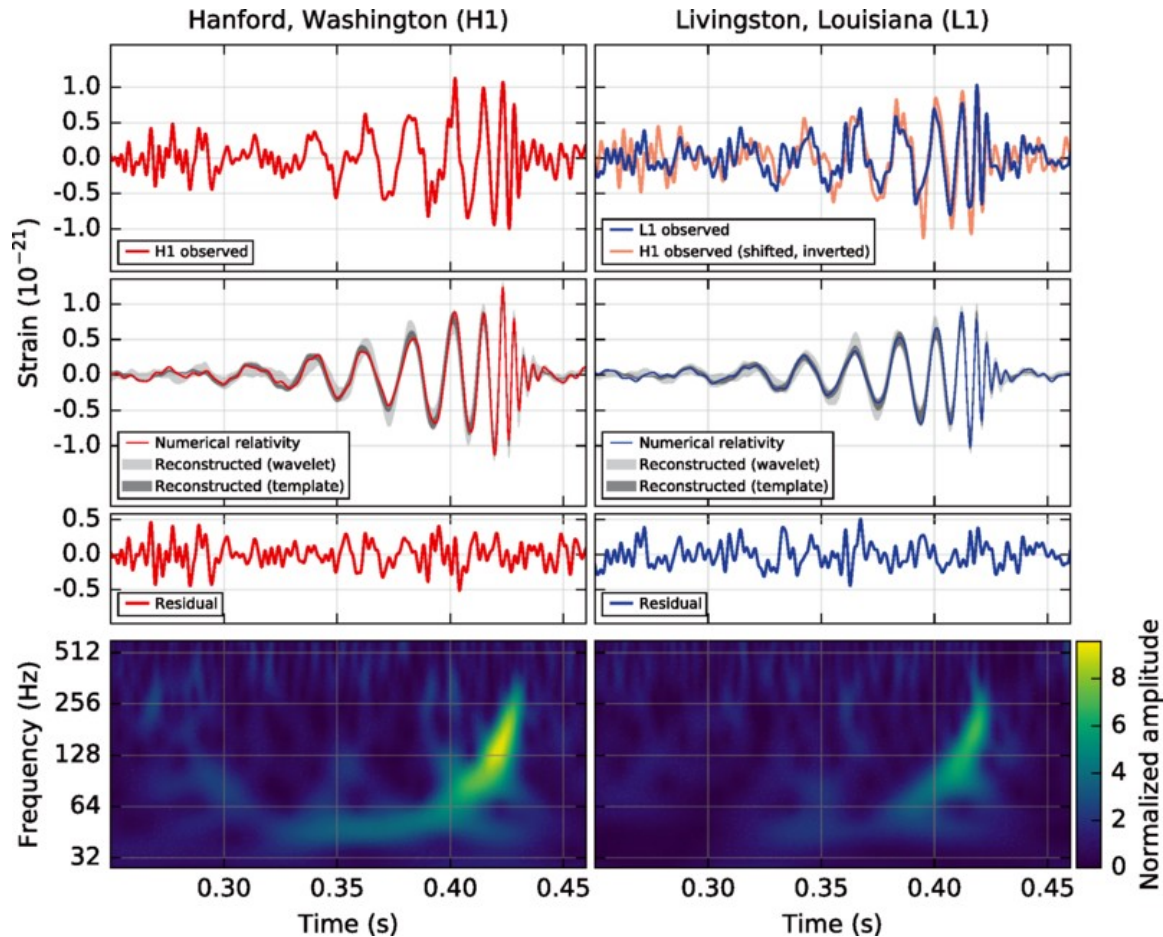 Hanford, Washington (H1)
Livingston, Louisiana (L1)
Strain (10⁻²¹)
1.0
0.5
0.0
-0.5
-1.0
H1 observed
L1 observed
H1 observed (shifted, inverted)
1.0
0.5
0.0
-0.5
-1.0
Numerical relativity
Reconstructed (wavelet)
Reconstructed (template)
Numerical relativity
Reconstructed (wavelet)
Reconstructed (template)
0.5
0.0
-0.5
Residual
Residual
Frequency (Hz)
512
256
128
64
32
Normalized amplitude
8
6
4
2
0
0.30 0.35 0.40 0.45
0.30 0.35 0.40 0.45
Time (s)
Time (s)